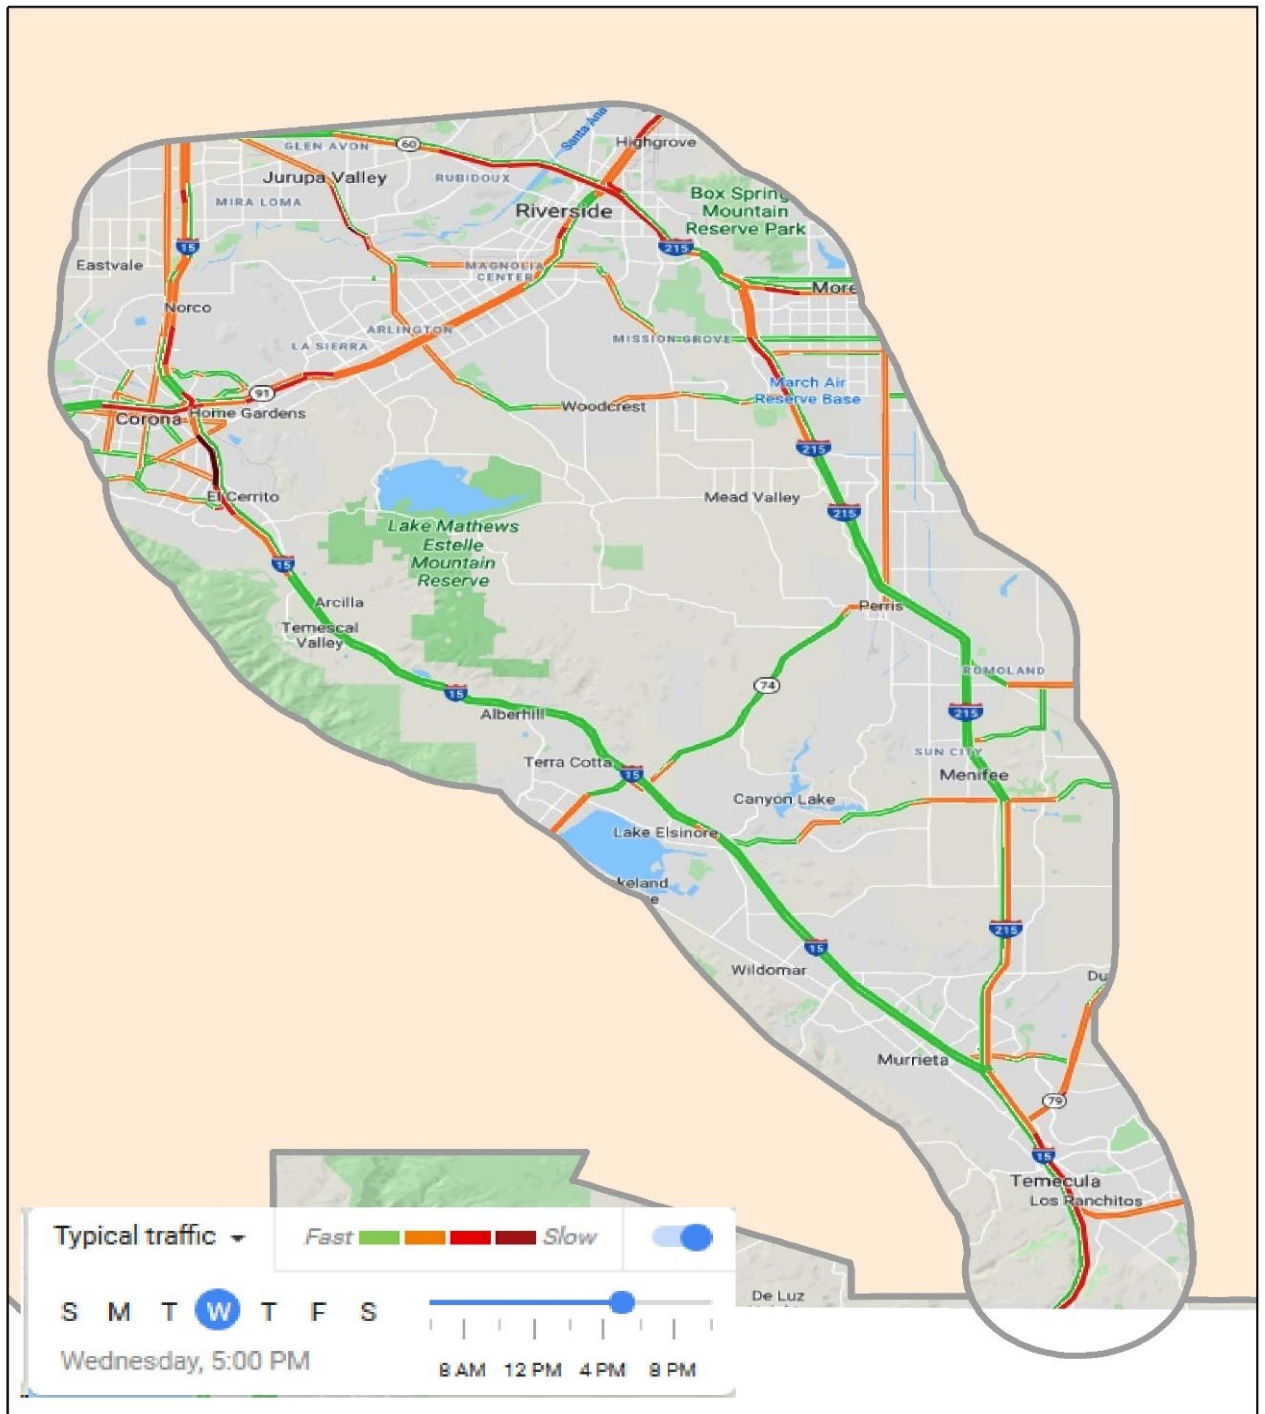 Santa Ana
Highgrove
GLEN AVON
60
Jurupa Valley
RUBIDOUX
Box Spring
Mountain
Reserve Park
MIRA LOMA
Riverside
15
215
Eastvale
MAGNOLIA
CENTER
More
Norco
ARLINGTON
LA SIERRA
MISSION GROVE
March Air
Reserve Base
91
Corona
Home Gardens
Woodcrest
215
El Cerrito
Mead Valley
215
Lake Mathews
Estelle
Mountain
Reserve
15
Arcilla
Perris
Temescal
Valley
ROMOLAND
74
15
Alberhill
215
SUN CITY
Terra Cotta
15
Menifee
Canyon Lake
Lake Elsinore
keland
e
215
15
Wildomar
Du
Murrieta
79
15
Temecula
Los Ranchitos
Typical traffic
Fast Slow
De Luz
S M T W T F S
Wednesday, 5:00 PM
8 AM 12 PM 4 PM 8 PM